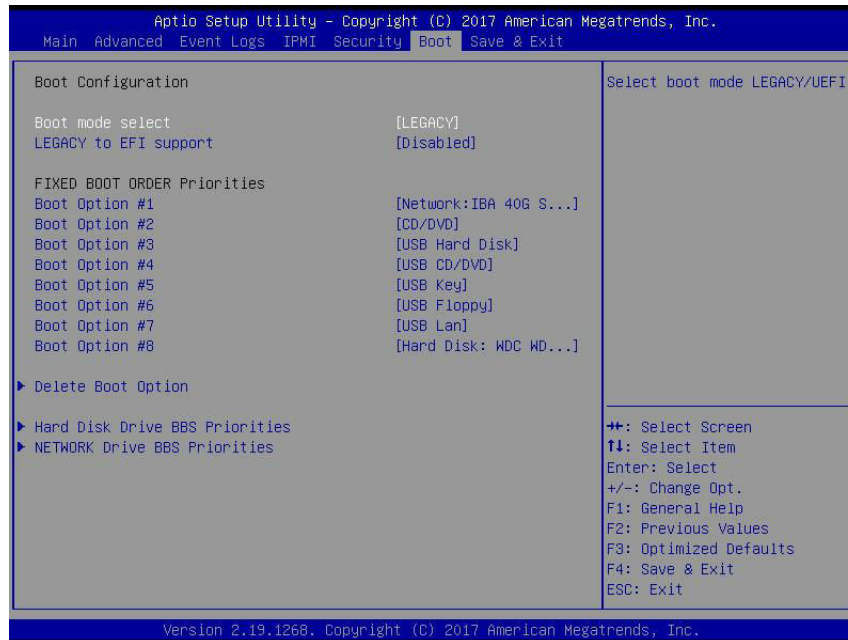 Aptio Setup Utility – Copyright (C) 2017 American Megatrends, Inc.
Main Advanced Event Logs IPMI Security Boot Save & Exit
Boot Configuration
Select boot mode LEGACY/UEFI
Boot mode select [LEGACY]
LEGACY to EFI support [Disabled]
FIXED BOOT ORDER Priorities
Boot Option #1 [Network:IBA 40G S...]
Boot Option #2 [CD/DVD]
Boot Option #3 [USB Hard Disk]
Boot Option #4 [USB CD/DVD]
Boot Option #5 [USB Key]
Boot Option #6 [USB Floppy]
Boot Option #7 [USB Lan]
Boot Option #8 [Hard Disk: WDC WD...]
Delete Boot Option
Hard Disk Drive BBS Priorities
NETWORK Drive BBS Priorities
→←: Select Screen
↑↓: Select Item
Enter: Select
+/-: Change Opt.
F1: General Help
F2: Previous Values
F3: Optimized Defaults
F4: Save & Exit
ESC: Exit
Version 2.19.1268. Copyright (C) 2017 American Megatrends, Inc.